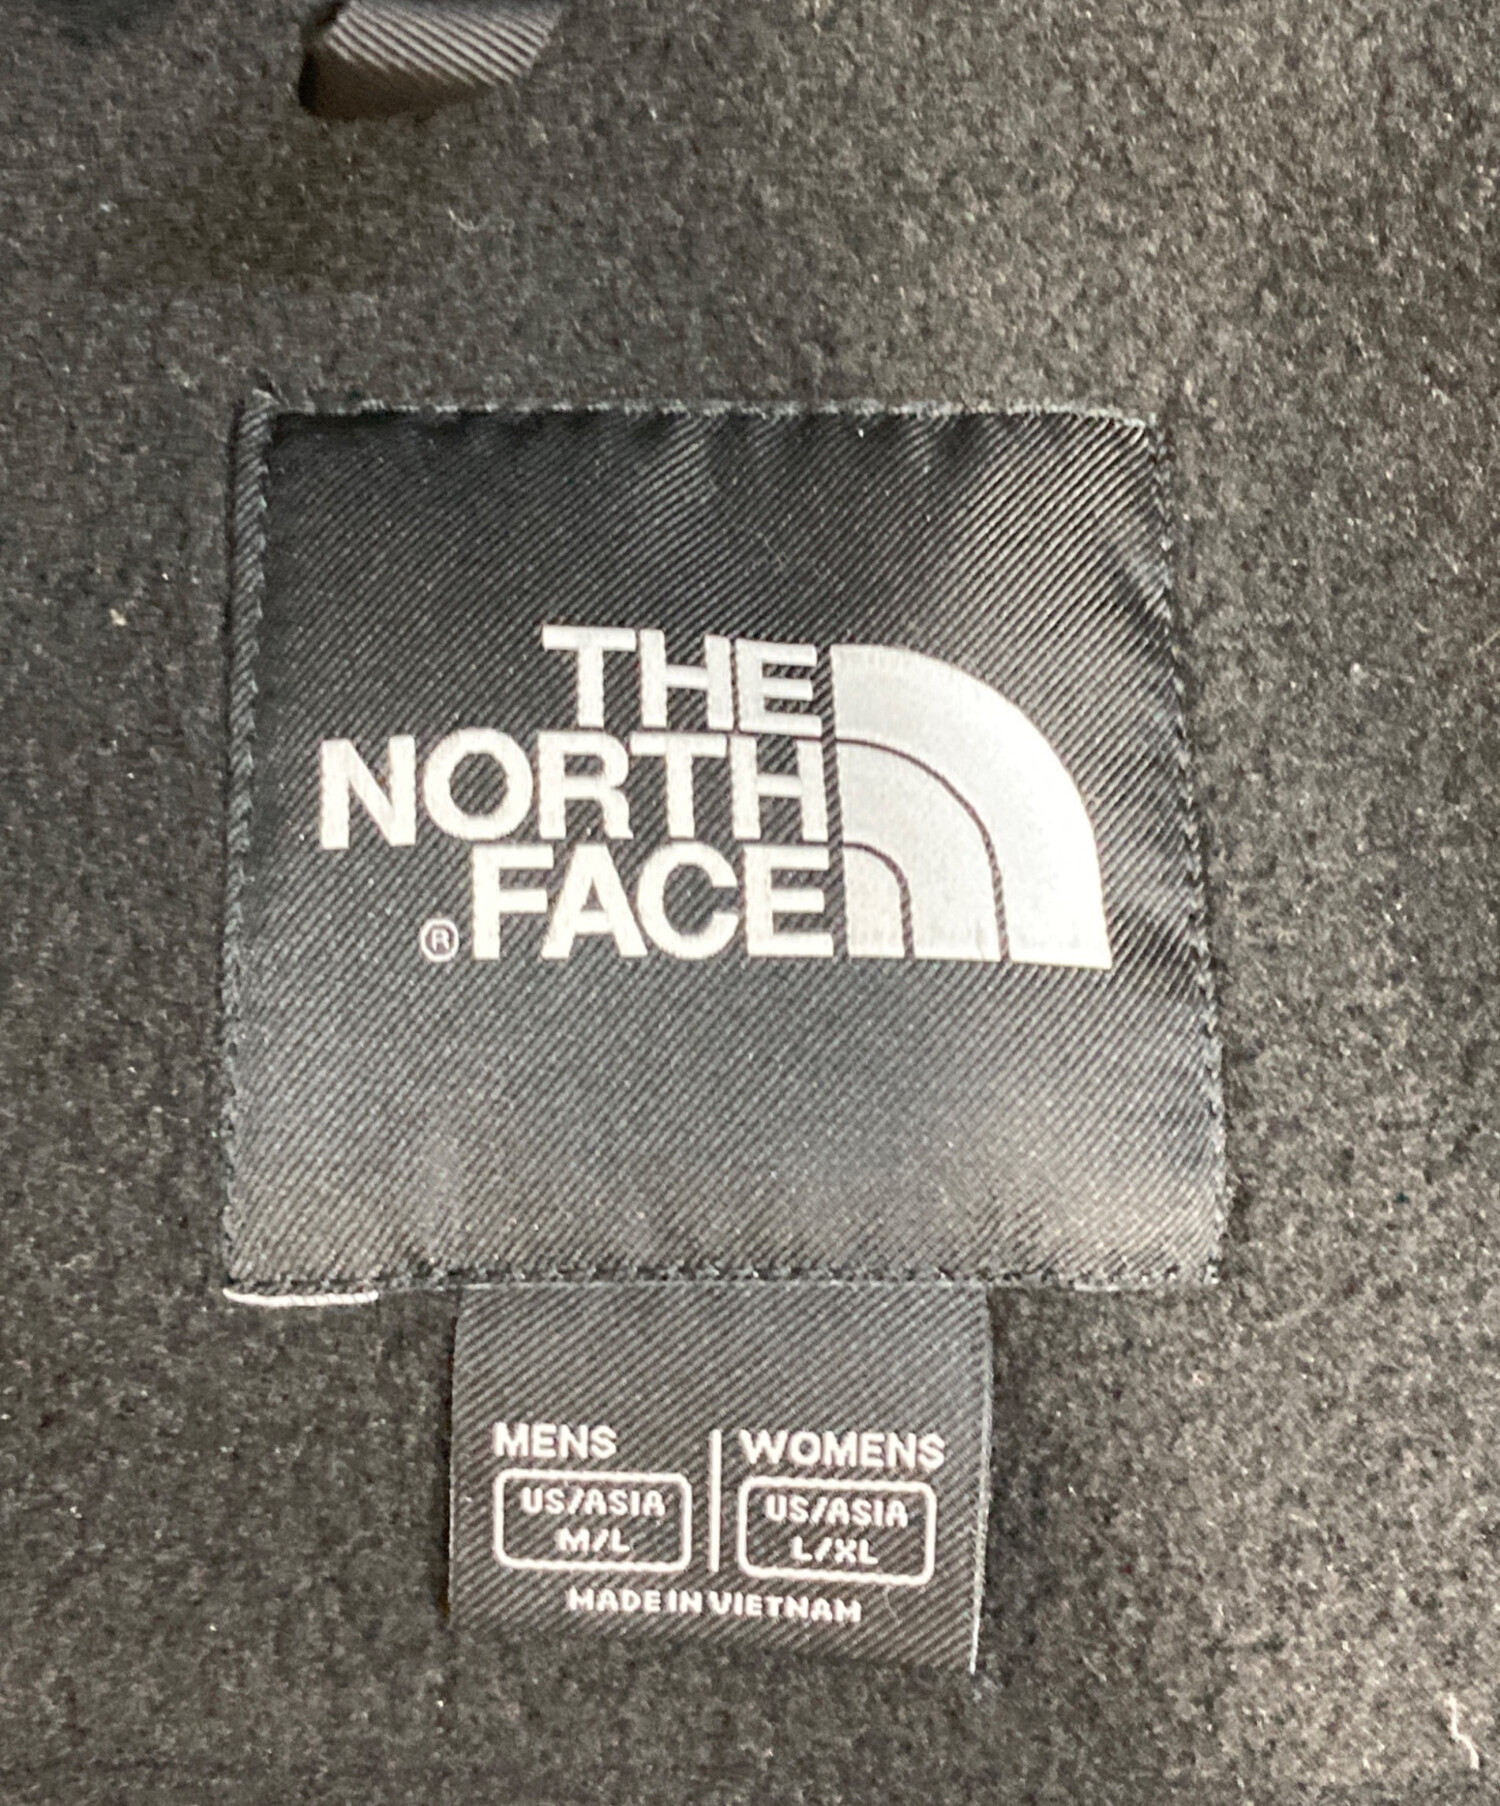 THE
NORTH
® FACE
MENS | WOMENS
US/ASIA US/ASIA
M/L L/XL
MADE IN VIETNAM